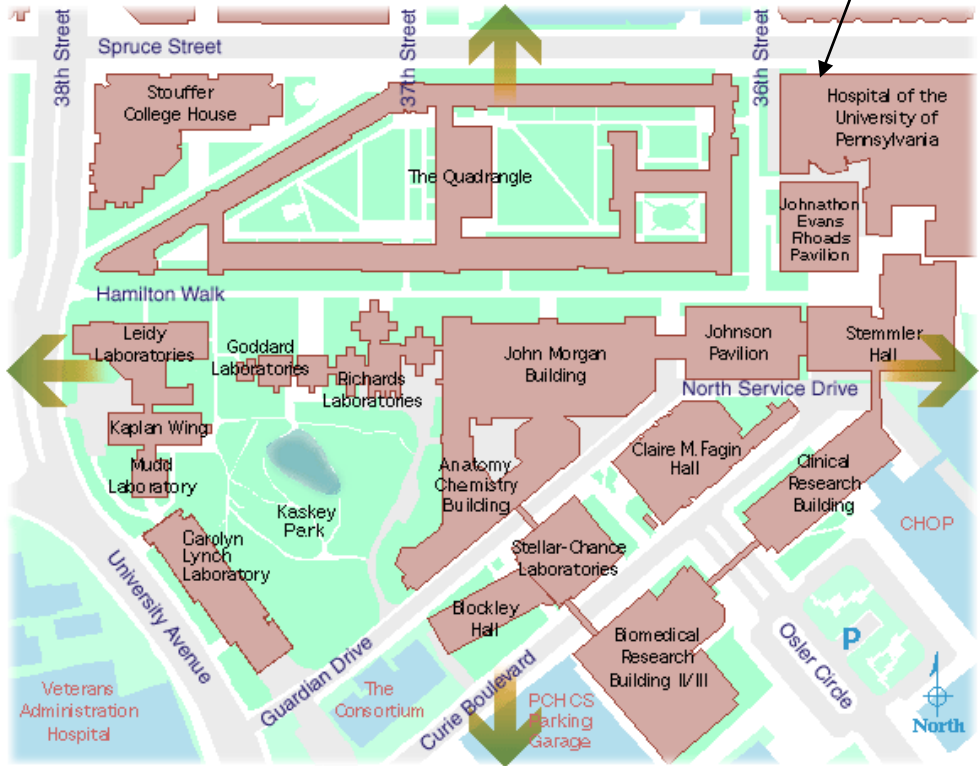 38th Street
Spruce Street
37th Street
36th Street
Stouffer
College House
Hospital of the
University of
Pennsylvania
The Quadrangle
Johnathon
Evans
Rhoads
Pavilion
Hamilton Walk
Leidy
Laboratories
Goddard
Laboratories
Richards
Laboratories
John Morgan
Building
Johnson
Pavilion
Stemmler
Hall
North Service Drive
Kaplan Wing
Mudd
Laboratory
Kaskey
Park
Anatomy
Chemistry
Building
Claire M. Fagin
Hall
Clinical
Research
Building
CHOP
Carolyn
Lynch
Laboratory
Stellar-Chance
Laboratories
Blockley
Hall
Biomedical
Research
Building II/III
University Avenue
Guardian Drive
Curie Boulevard
Osler Circle
P
Veterans
Administration
Hospital
The
Consortium
PCH CS
Parking
Garage
North